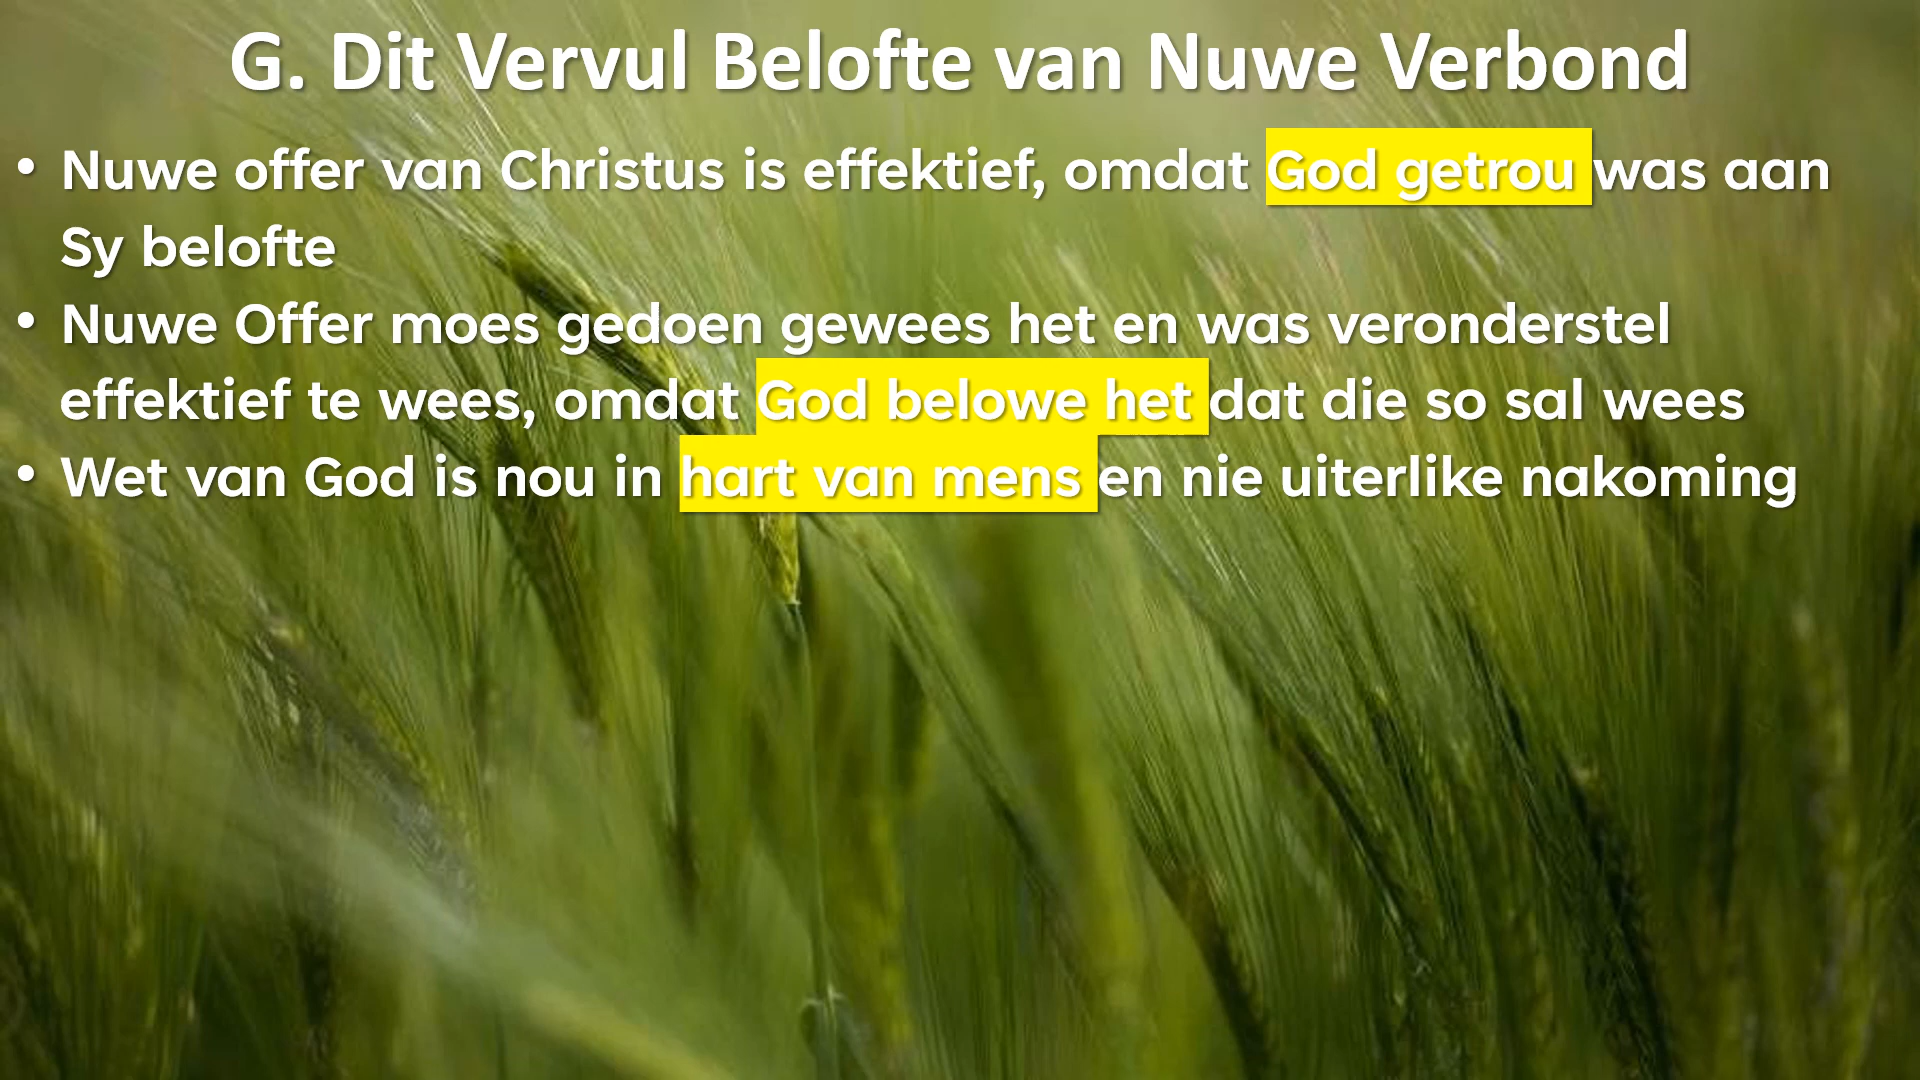 G. Dit Vervul Belofte van Nuwe Verbond
• Nuwe offer van Christus is effektief, omdat God getrou was aan
Sy belofte
• Nuwe Offer moes gedoen gewees het en was veronderstel
effektief te wees, omdat God belowe het dat die so sal wees
• Wet van God is nou in hart van mens en nie uiterlike nakoming